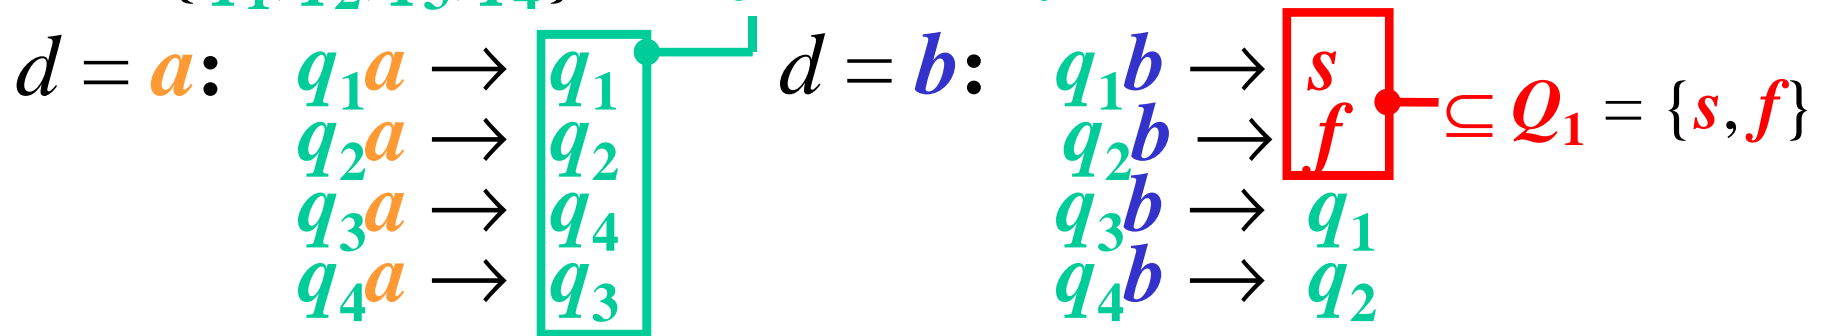 d = a: q₁a → q₁ d = b: q₁b → s
q₂a → q₂ q₂b → f ⊆ Q₁ = {s, f}
q₃a → q₄ q₃b → q₁
q₄a → q₃ q₄b → q₂